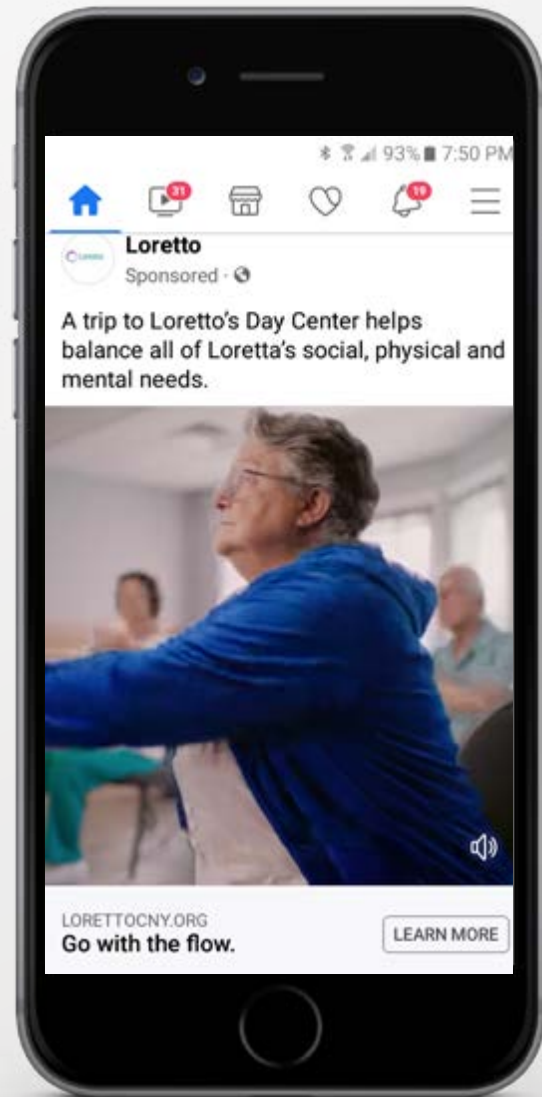 93% 7:50 PM
31
19
Loretto
Loretto
Sponsored ·
A trip to Loretto's Day Center helps
balance all of Loretta's social, physical and
mental needs.
LORETTOCNY.ORG
Go with the flow.
LEARN MORE